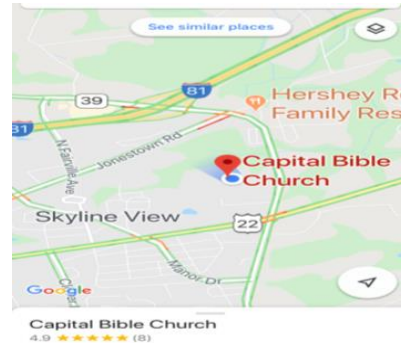 See similar places
81
39
Hershey R
Family Res
81
Jonestown Rd
N Fairville Ave
Capital Bible
Church
Skyline View
22
Manor Dr
Google
Capital Bible Church
4.9 ★★★★★ (8)